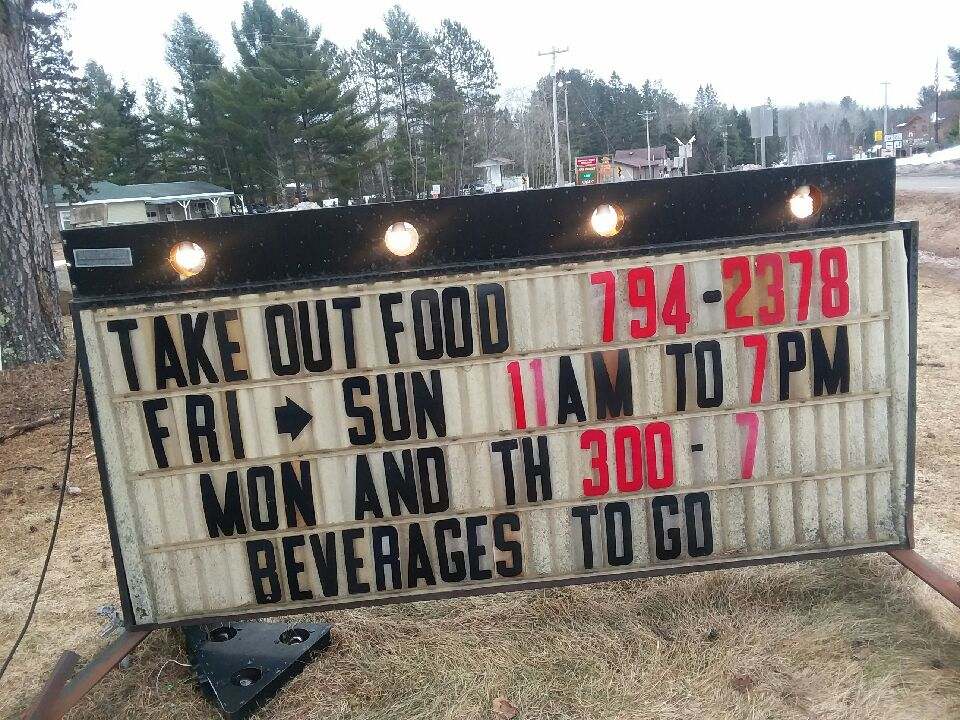 TAKE OUT FOOD 794-2378
FRI → SUN 11AM TO 7PM
MON AND TH 300 - 7
BEVERAGES TO GO